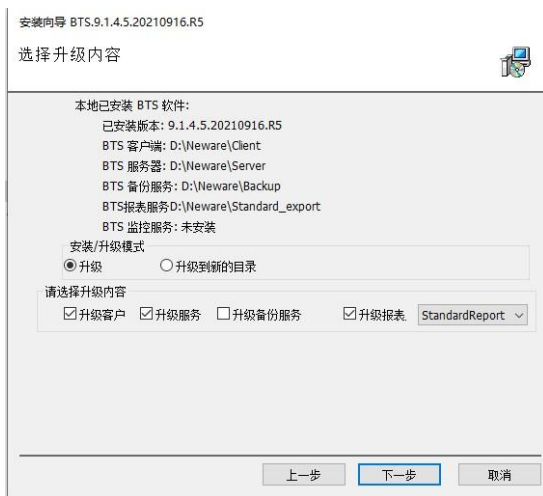 安装向导 BTS.9.1.4.5.20210916.R5
选择升级内容
本地已安装 BTS 软件:
已安装版本: 9.1.4.5.20210916.R5
BTS 客户端: D:\Neware\Client
BTS 服务器: D:\Neware\Server
BTS 备份服务: D:\Neware\Backup
BTS报表服务D:\Neware\Standard_export
BTS 监控服务: 未安装
安装/升级模式
升级 升级到新的目录
请选择升级内容
升级客户 升级服务 升级备份服务 升级报表 StandardReport
上一步 下一步 取消